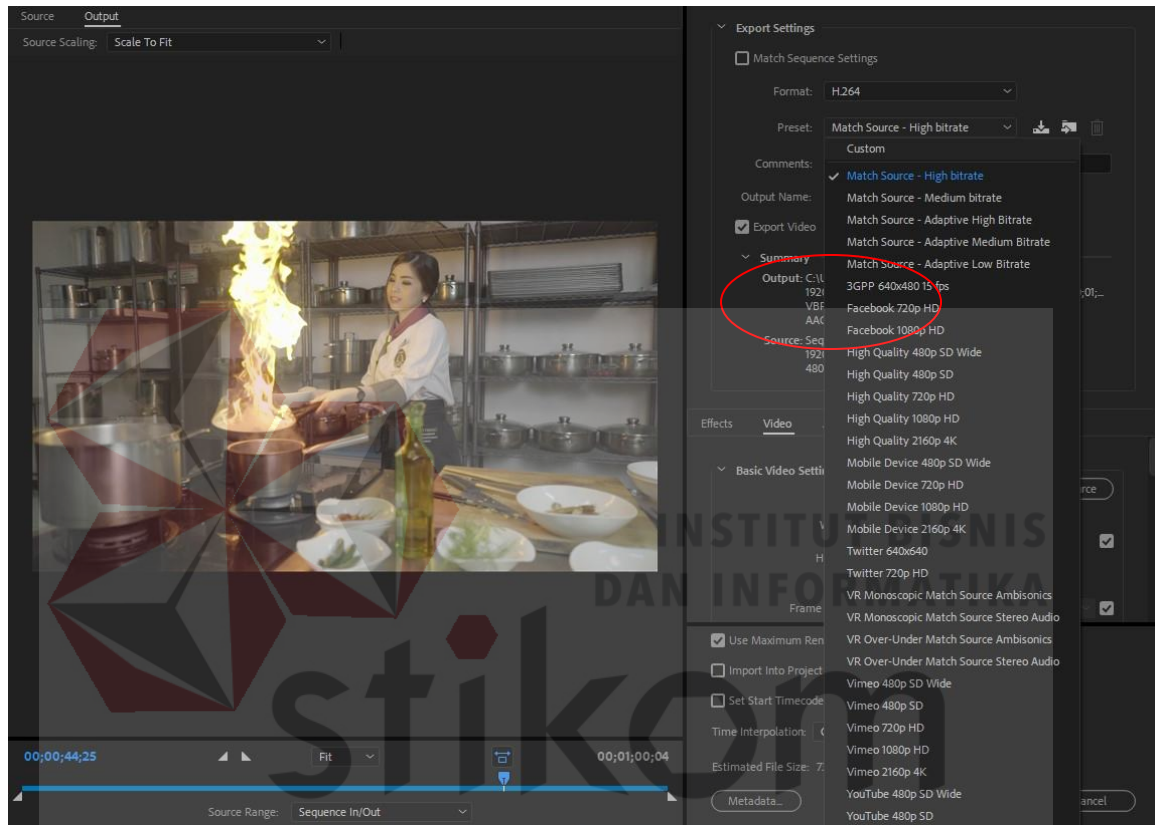 Source Output
Source Scaling: Scale To Fit
Export Settings
Match Sequence Settings
Format: H.264
Preset: Match Source - High bitrate
Custom
Comments:
Match Source - High bitrate
Output Name:
Match Source - Medium bitrate
Match Source - Adaptive High Bitrate
Export Video
Match Source - Adaptive Medium Bitrate
Summary
Match Source - Adaptive Low Bitrate
Output: C:\
3GPP 640x480 15 fps
Facebook 720p HD
Facebook 1080p HD
Source:
High Quality 480p SD Wide
480
High Quality 480p SD
High Quality 720p HD
High Quality 1080p HD
Effects Video
High Quality 2160p 4K
Mobile Device 480p SD Wide
Basic Video
Mobile Device 720p HD
Mobile Device 1080p HD
Mobile Device 2160p 4K
Twitter 640x640
Twitter 720p HD
INSTITUT BISNIS
DAN INFORMATIKA
VR Monoscopic Match Source Ambisonics
Frame
VR Monoscopic Match Source Stereo Audio
Use Maximum
VR Over-Under Match Source Ambisonics
VR Over-Under Match Source Stereo Audio
Import Into Project
Vimeo 480p SD Wide
Set Start Timecode
Vimeo 480p SD
stikom
Time Interpolation:
Vimeo 720p HD
Vimeo 1080p HD
00;00;44;25 Fit 00;01;00;04
Estimated File Size:
Vimeo 2160p 4K
YouTube 480p SD Wide
Metadata...
YouTube 480p SD
Source Range: Sequence In/Out